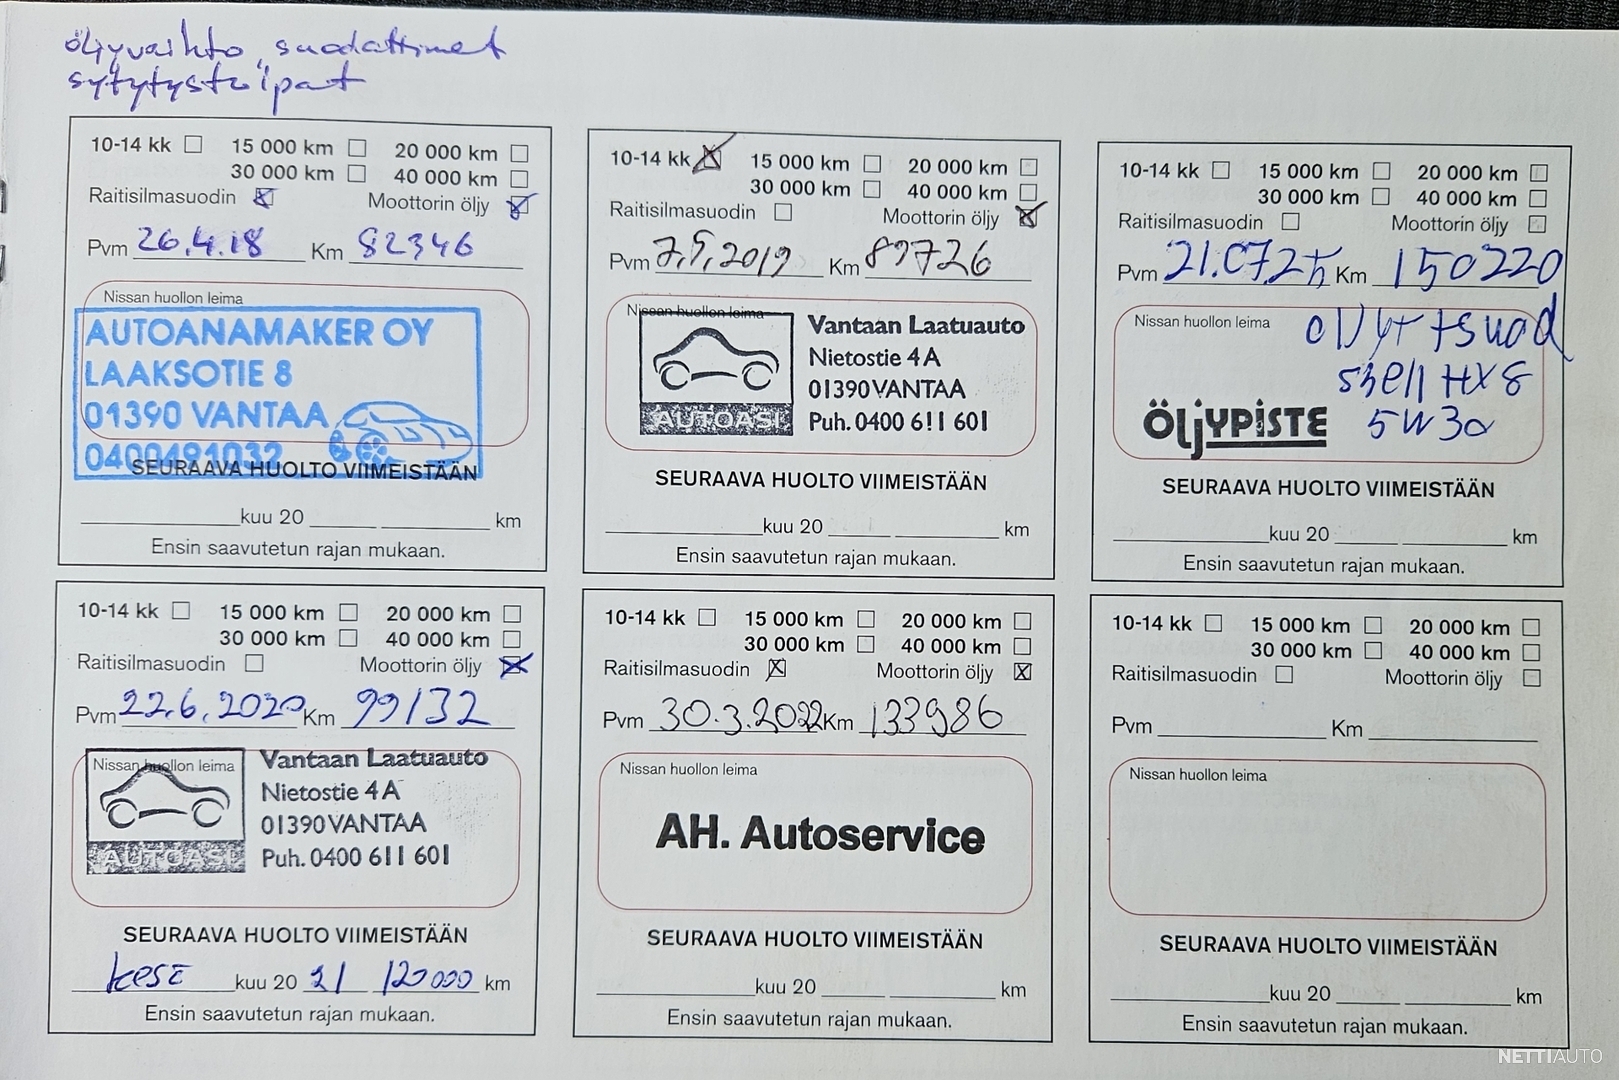 öljyvaihto, suodattimet
sytytystulpat
10-14 kk 15 000 km 20 000 km
30 000 km 40 000 km
Raitisilmasuodin Moottorin öljy
Pvm 26.4.18 Km 82346
Nissan huollon leima
AUTOANAMAKER OY
LAAKSOTIE 8
01390 VANTAA
0400491032
SEURAAVA HUOLTO VIIMEISTÄÄN
kuu 20 km
Ensin saavutetun rajan mukaan.
10-14 kk 15 000 km 20 000 km
30 000 km 40 000 km
Raitisilmasuodin Moottorin öljy
Pvm 7.5.2019 Km 89726
Nissan huollon leima
AUTOASI
Vantaan Laatuauto
Nietostie 4 A
01390 VANTAA
Puh. 0400 611 601
SEURAAVA HUOLTO VIIMEISTÄÄN
kuu 20 km
Ensin saavutetun rajan mukaan.
10-14 kk 15 000 km 20 000 km
30 000 km 40 000 km
Raitisilmasuodin Moottorin öljy
Pvm 21.07.25 Km 150220
Nissan huollon leima
öljyt+suod
shell HX8
5W30
ÖljYPiSTE
SEURAAVA HUOLTO VIIMEISTÄÄN
kuu 20 km
Ensin saavutetun rajan mukaan.
10-14 kk 15 000 km 20 000 km
30 000 km 40 000 km
Raitisilmasuodin Moottorin öljy
Pvm 22.6.2020 Km 99132
Nissan huollon leima
AUTOASI
Vantaan Laatuauto
Nietostie 4 A
01390 VANTAA
Puh. 0400 611 601
SEURAAVA HUOLTO VIIMEISTÄÄN
kesä kuu 20 21 120000 km
Ensin saavutetun rajan mukaan.
10-14 kk 15 000 km 20 000 km
30 000 km 40 000 km
Raitisilmasuodin Moottorin öljy
Pvm 30.3.2022 Km 133986
Nissan huollon leima
AH. Autoservice
SEURAAVA HUOLTO VIIMEISTÄÄN
kuu 20 km
Ensin saavutetun rajan mukaan.
10-14 kk 15 000 km 20 000 km
30 000 km 40 000 km
Raitisilmasuodin Moottorin öljy
Pvm Km
Nissan huollon leima
SEURAAVA HUOLTO VIIMEISTÄÄN
kuu 20 km
Ensin saavutetun rajan mukaan.
NETTIAUTO